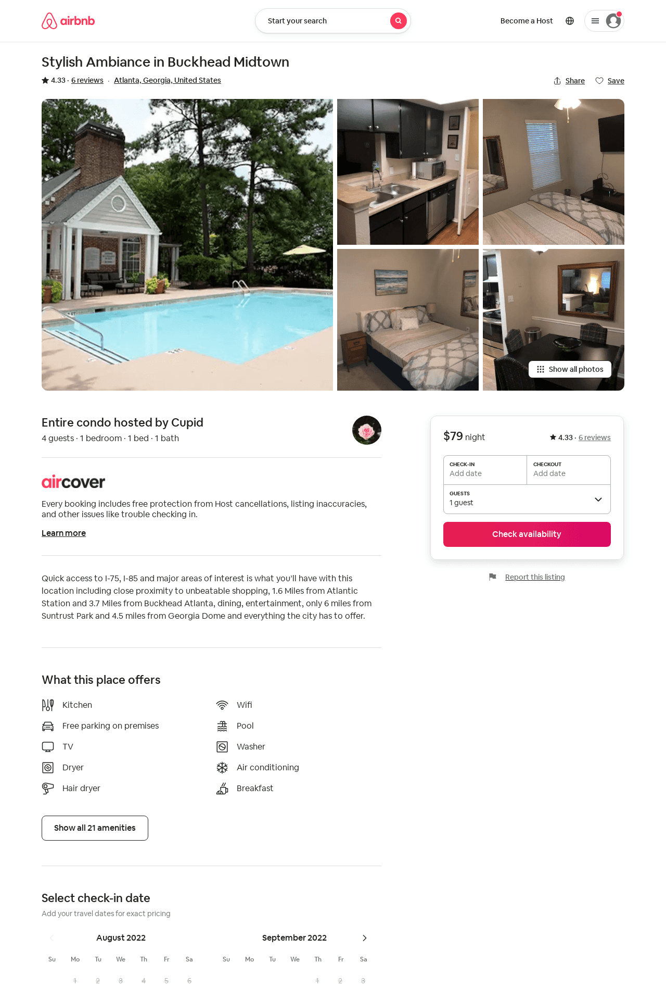 airbnb
Start your search
Become a Host
Stylish Ambiance in Buckhead Midtown
4.33 · 6 reviews · Atlanta, Georgia, United States
Share
Save
Show all photos
Entire condo hosted by Cupid
4 guests · 1 bedroom · 1 bed · 1 bath
aircover
Every booking includes free protection from Host cancellations, listing inaccuracies,
and other issues like trouble checking in.
Learn more
Quick access to I-75, I-85 and major areas of interest is what you’ll have with this
location including close proximity to unbeatable shopping, 1.6 Miles from Atlantic
Station and 3.7 Miles from Buckhead Atlanta, dining, entertainment, only 6 miles from
Suntrust Park and 4.5 miles from Georgia Dome and everything the city has to offer.
What this place offers
Kitchen
Wifi
Free parking on premises
Pool
TV
Washer
Dryer
Air conditioning
Hair dryer
Breakfast
Show all 21 amenities
Select check-in date
Add your travel dates for exact pricing
August 2022
Su Mo Tu We Th Fr Sa
1 2 3 4 5 6
September 2022
Su Mo Tu We Th Fr Sa
1 2 3
$79 night
4.33 · 6 reviews
CHECK-IN
Add date
CHECKOUT
Add date
GUESTS
1 guest
Check availability
Report this listing